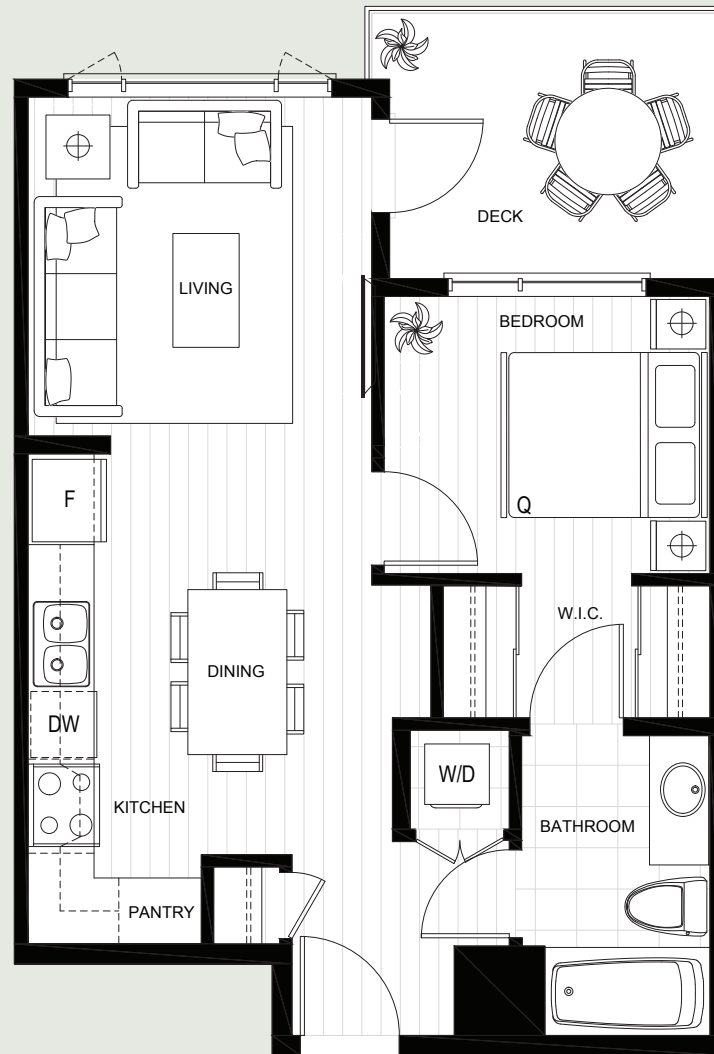 DECK
LIVING
BEDROOM
F
Q
W.I.C.
DINING
DW
W/D
KITCHEN
BATHROOM
PANTRY